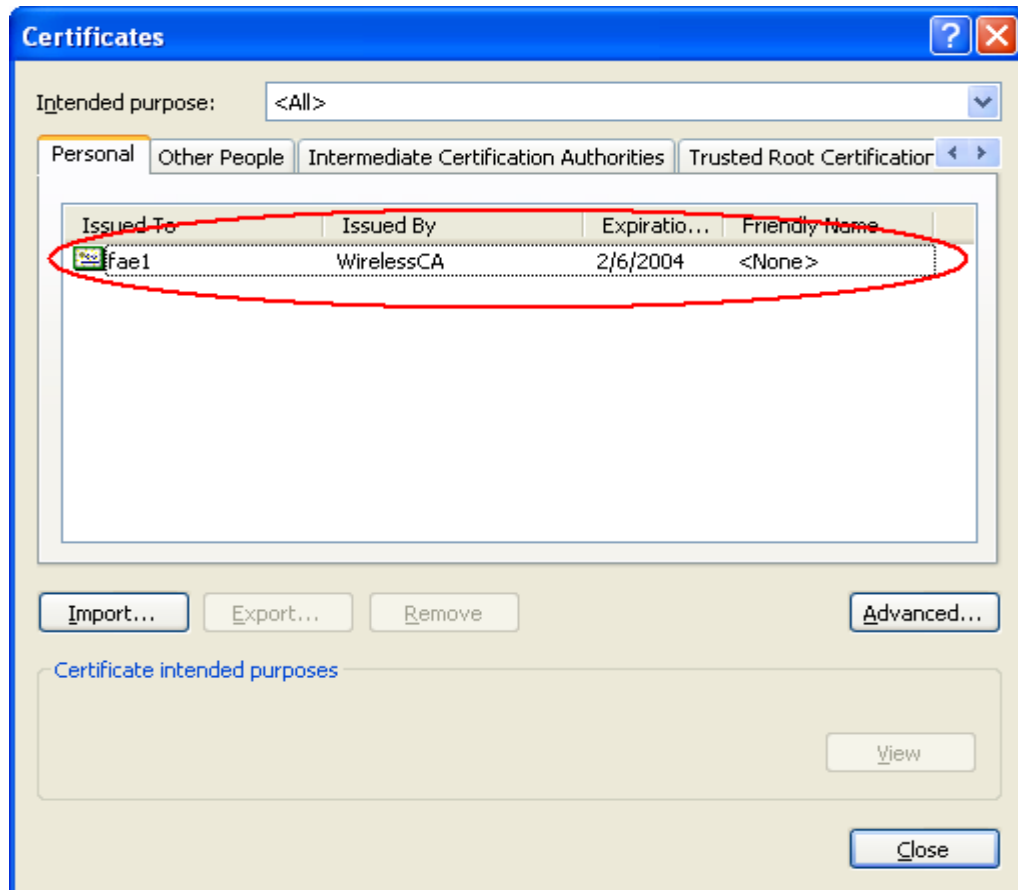 Certificates
Intended purpose: <All>
Personal Other People Intermediate Certification Authorities Trusted Root Certification
Issued To Issued By Expiratio... Friendly Name
fae1 WirelessCA 2/6/2004 <None>
Import... Export... Remove Advanced...
Certificate intended purposes
View
Close